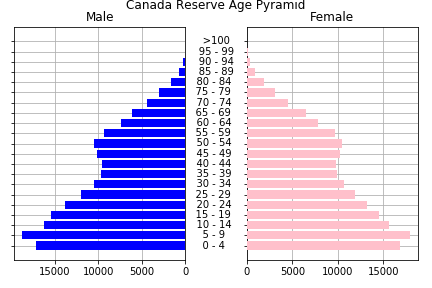 Canada Reserve Age Pyramid
Male Female
>100
95 - 99
90 - 94
85 - 89
80 - 84
75 - 79
70 - 74
65 - 69
60 - 64
55 - 59
50 - 54
45 - 49
40 - 44
35 - 39
30 - 34
25 - 29
20 - 24
15 - 19
10 - 14
5 - 9
0 - 4
15000 10000 5000 0 0 5000 10000 15000